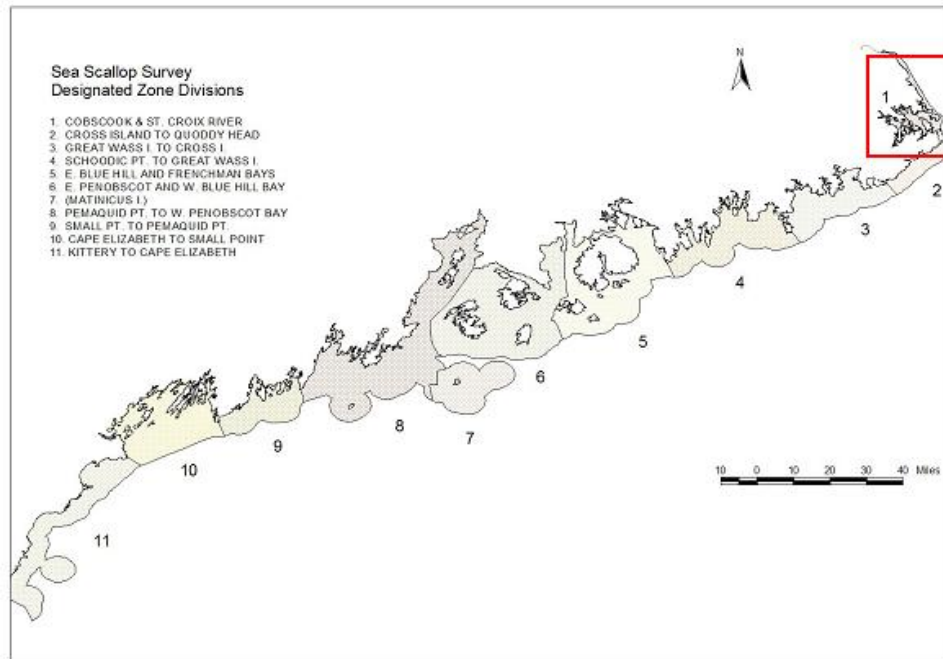 Sea Scallop Survey
Designated Zone Divisions
1. COBSCOOK & ST. CROIX RIVER
2. CROSS ISLAND TO QUODDY HEAD
3. GREAT WASS I. TO CROSS I.
4. SCHOODIC PT. TO GREAT WASS I.
5. E. BLUE HILL AND FRENCHMAN BAYS
6. E. PENOBSCOT AND W. BLUE HILL BAY
7. (MATINICUS I.)
8. PEMAQUID PT. TO W. PENOBSCOT BAY
9. SMALL PT. TO PEMAQUID PT.
10. CAPE ELIZABETH TO SMALL POINT
11. KITTERY TO CAPE ELIZABETH
N
1
2
3
4
5
6
7
8
9
10
11
10 0 10 20 30 40 Miles